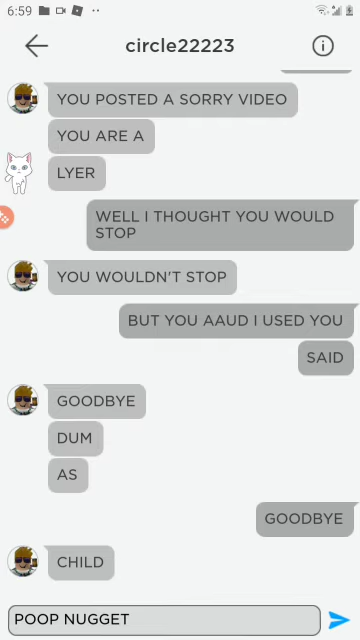 6:59
circle22223
YOU POSTED A SORRY VIDEO
YOU ARE A
LYER
WELL I THOUGHT YOU WOULD
STOP
YOU WOULDN'T STOP
BUT YOU AAUD I USED YOU
SAID
GOODBYE
DUM
AS
GOODBYE
CHILD
POOP NUGGET